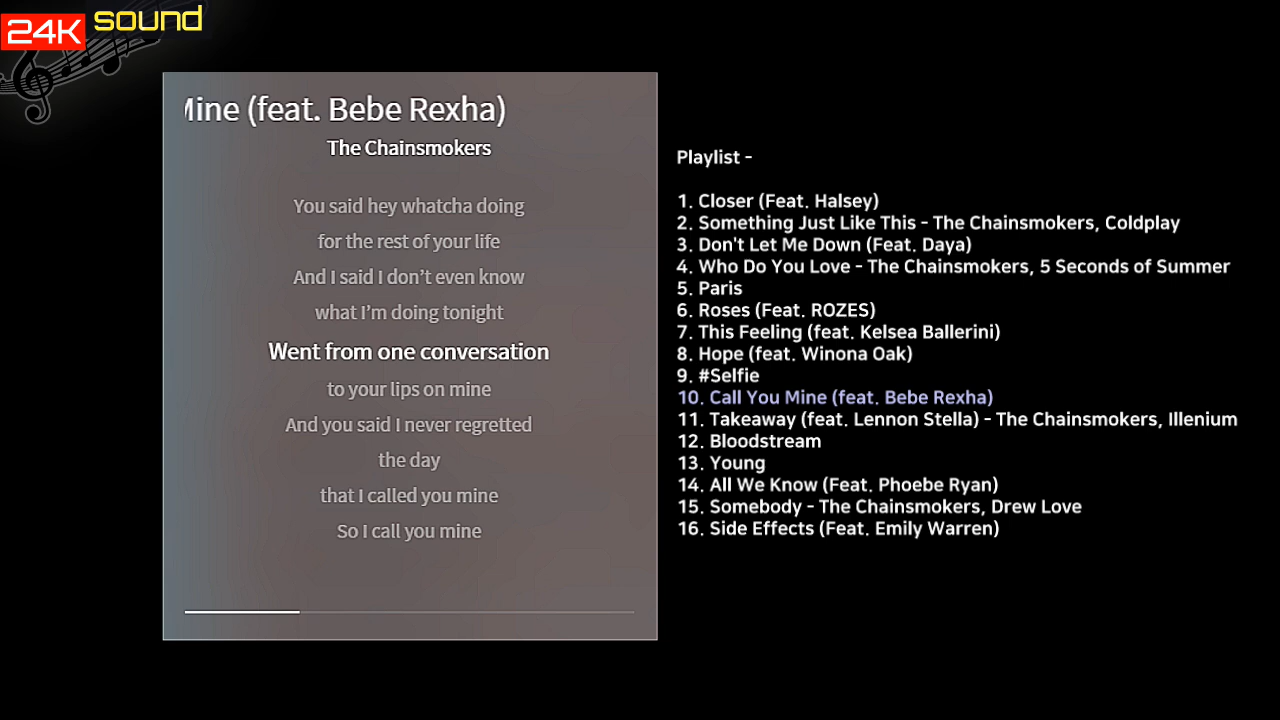 24K sound
Mine (feat. Bebe Rexha)
The Chainsmokers
You said hey whatcha doing
for the rest of your life
And I said I don’t even know
what I’m doing tonight
Went from one conversation
to your lips on mine
And you said I never regretted
the day
that I called you mine
So I call you mine
Playlist -
1. Closer (Feat. Halsey)
2. Something Just Like This - The Chainsmokers, Coldplay
3. Don't Let Me Down (Feat. Daya)
4. Who Do You Love - The Chainsmokers, 5 Seconds of Summer
5. Paris
6. Roses (Feat. ROZES)
7. This Feeling (feat. Kelsea Ballerini)
8. Hope (feat. Winona Oak)
9. #Selfie
10. Call You Mine (feat. Bebe Rexha)
11. Takeaway (feat. Lennon Stella) - The Chainsmokers, Illenium
12. Bloodstream
13. Young
14. All We Know (Feat. Phoebe Ryan)
15. Somebody - The Chainsmokers, Drew Love
16. Side Effects (Feat. Emily Warren)